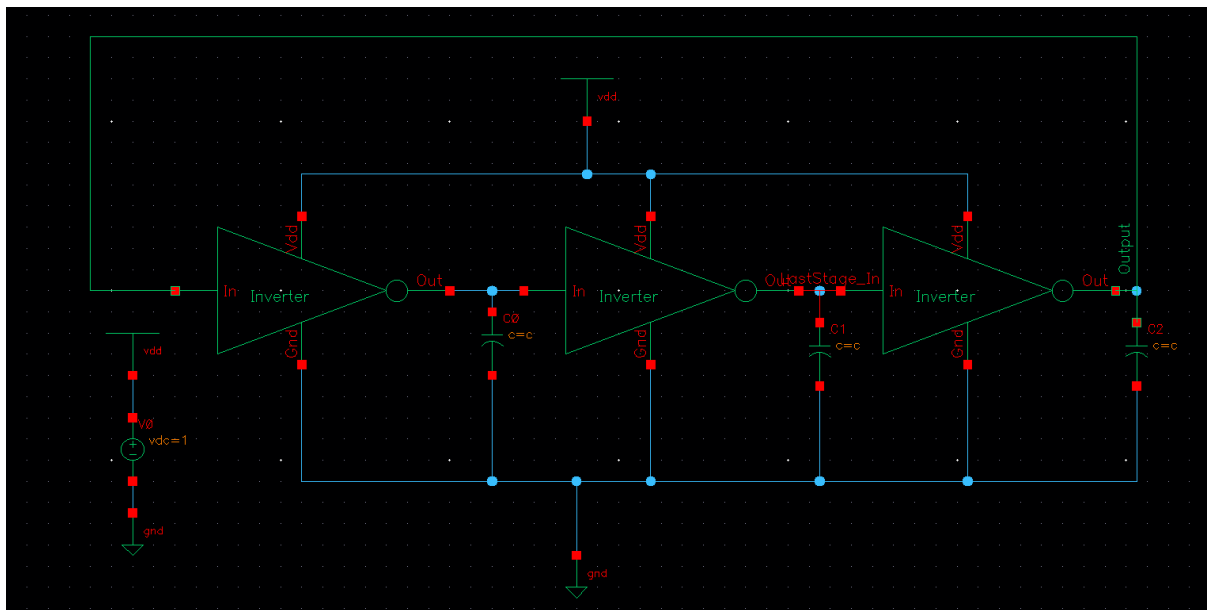 vdd
Vdd
Vdd
Vdd
Output
In
Inverter
Out
In
Inverter
Out
LastStage_In
Inverter
Out
Gnd
C0
c=c
Gnd
C1
c=c
Gnd
C2
c=c
vdd
V0
vdc=1
gnd
gnd